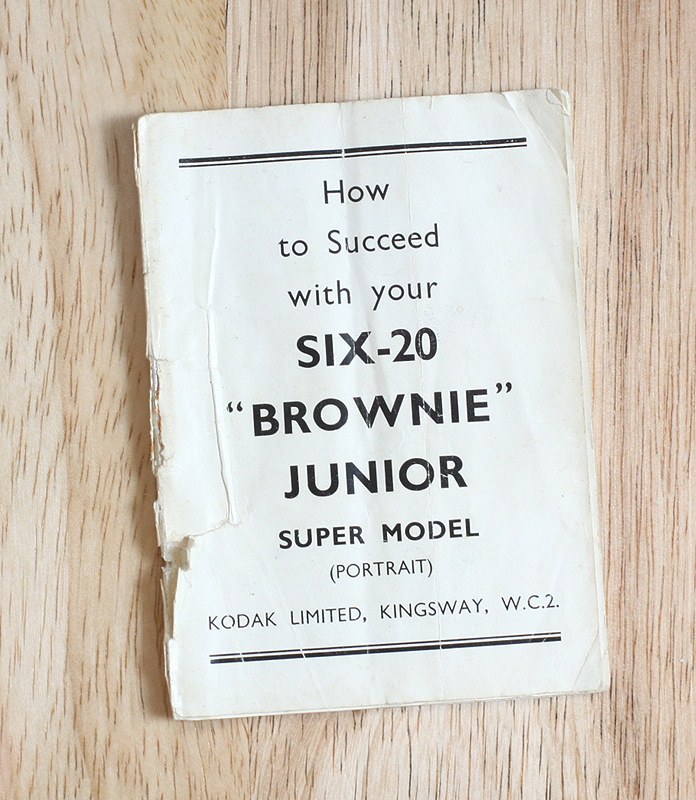 How
to Succeed
with your
SIX-20
“BROWNIE”
JUNIOR
SUPER MODEL
(PORTRAIT)
KODAK LIMITED, KINGSWAY, W.C.2.